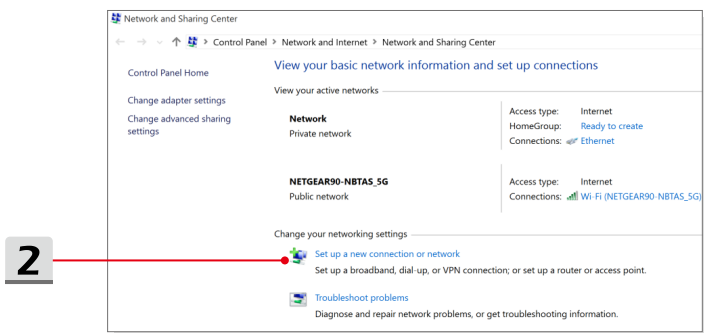 Network and Sharing Center
Control Panel > Network and Internet > Network and Sharing Center
Control Panel Home
Change adapter settings
Change advanced sharing
settings
View your basic network information and set up connections
View your active networks
Network
Private network
Access type: Internet
HomeGroup: Ready to create
Connections: Ethernet
NETGEAR90-NBTAS_5G
Public network
Access type: Internet
Connections: Wi-Fi (NETGEAR90-NBTAS_5G)
Change your networking settings
2
Set up a new connection or network
Set up a broadband, dial-up, or VPN connection; or set up a router or access point.
Troubleshoot problems
Diagnose and repair network problems, or get troubleshooting information.